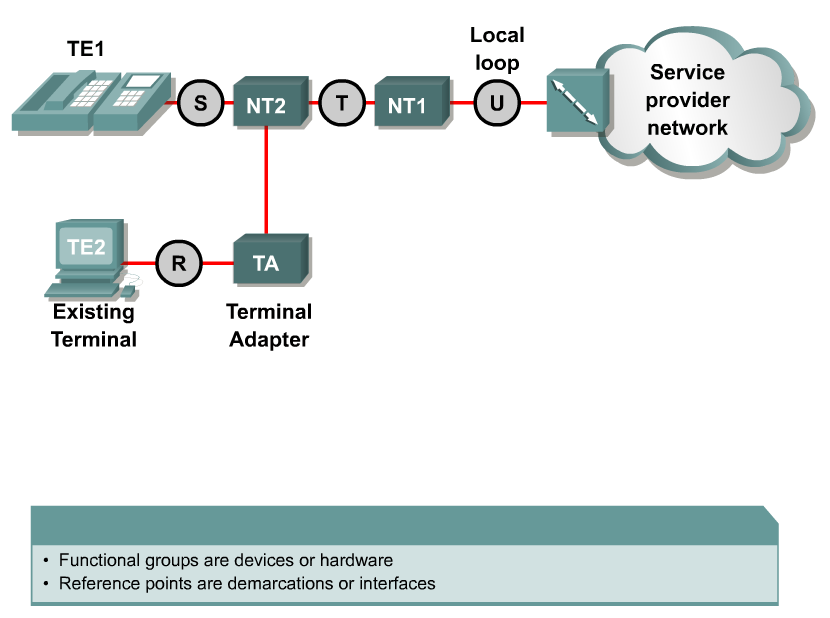 TE1
Local
loop
S
NT2
T
NT1
U
Service
provider
network
TE2
R
TA
Existing
Terminal
Terminal
Adapter
• Functional groups are devices or hardware
• Reference points are demarcations or interfaces